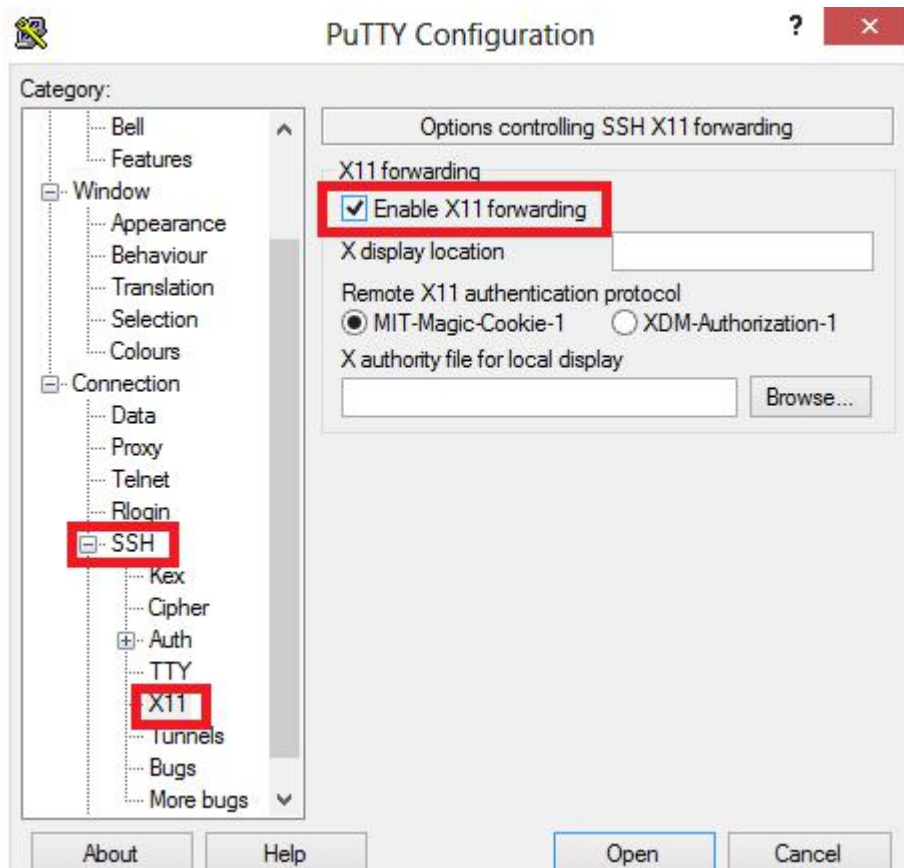 PuTTY Configuration
?
Category:
Bell
Features
Window
Appearance
Behaviour
Translation
Selection
Colours
Connection
Data
Proxy
Telnet
Rlogin
SSH
Kex
Cipher
Auth
TTY
X11
Tunnels
Bugs
More bugs
Options controlling SSH X11 forwarding
X11 forwarding
Enable X11 forwarding
X display location
Remote X11 authentication protocol
MIT-Magic-Cookie-1 XDM-Authorization-1
X authority file for local display
Browse...
About Help Open Cancel